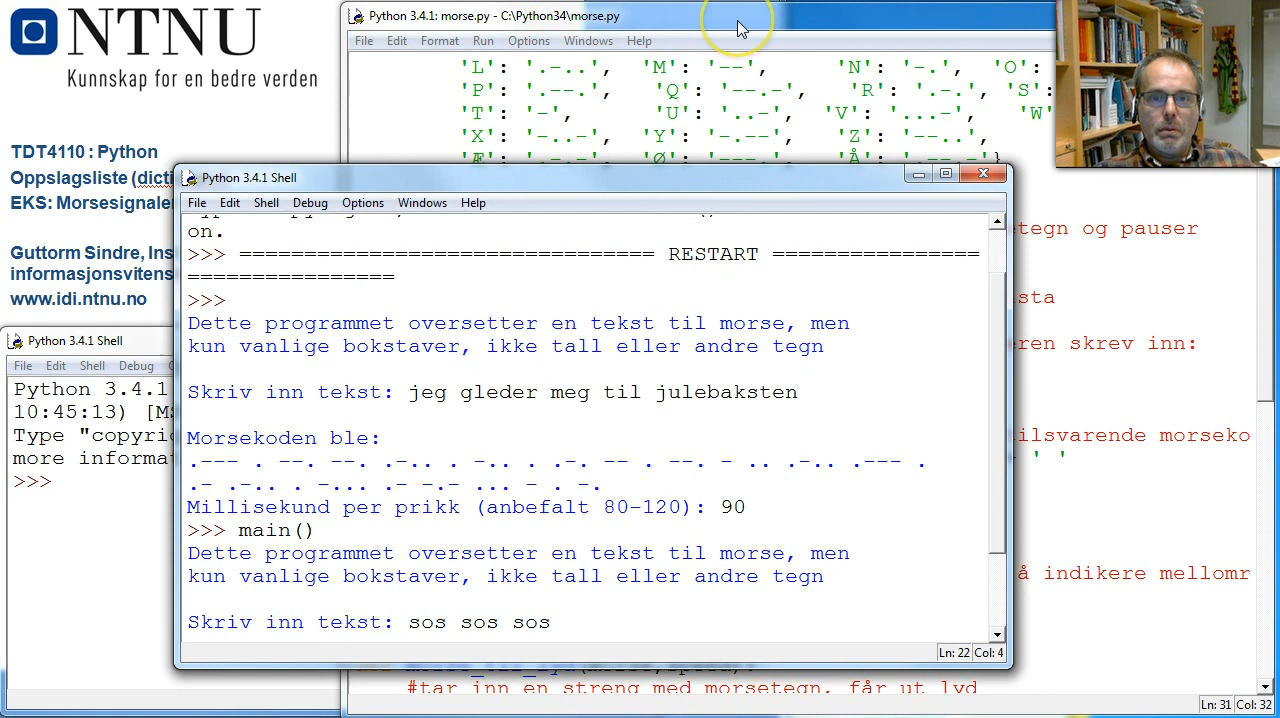 NTNU
Kunnskap for en bedre verden
TDT4110 : Python
Oppslagsliste (dicti
EKS: Morsesignaler
Guttorm Sindre, Ins
informasjonsvitens
www.idi.ntnu.no
Python 3.4.1: morse.py - C:\Python34\morse.py
File Edit Format Run Options Windows Help
'L': '.-..', 'M': '--', 'N': '-.', 'O':
'P': '.--.', 'Q': '--.-', 'R': '.-.', 'S':
'T': '-', 'U': '..-', 'V': '...-', 'W'
'X': '-..-', 'Y': '-.--', 'Z': '--..',
'Æ': '.-.-', 'Ø': '---.', 'Å': '.--.-'}
tegn og pauser
sta
ren skrev inn:
ilsvarende morseko
' '
å indikere mellomr
#tar inn en streng med morsetegn, får ut lyd
Ln: 31 Col: 32
Python 3.4.1 Shell
File Edit Shell Debug Options Windows Help
on.
>>> ================================ RESTART ================
================
>>>
Dette programmet oversetter en tekst til morse, men
kun vanlige bokstaver, ikke tall eller andre tegn
Skriv inn tekst: jeg gleder meg til julebaksten
Morsekoden ble:
.--- . --. --. .-.. . -.. . .-. -- . --. - .. .-.. .--- .
.- .-.. . -... .- -.- ... - . -.
Millisekund per prikk (anbefalt 80-120): 90
>>> main()
Dette programmet oversetter en tekst til morse, men
kun vanlige bokstaver, ikke tall eller andre tegn
Skriv inn tekst: sos sos sos
Ln: 22 Col: 4
Python 3.4.1 Shell
File Edit Shell Debug
Python 3.4.1
10:45:13) [MS
Type "copyric
more informat
>>>